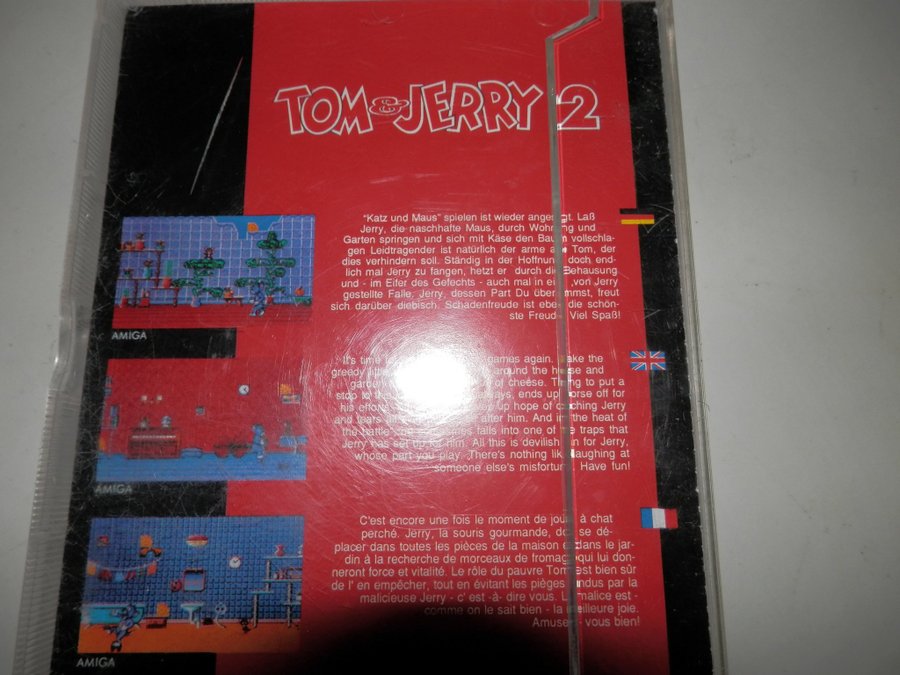 TOM & JERRY 2
"Katz und Maus" spielen ist wieder angesagt. Laß
Jerry, die naschhafte Maus, durch Wohnung und
Garten springen und sich mit Käse den Bauch vollschla-
gen Leidtragender ist natürlich der arme Tom, der
dies verhindern soll. Ständig in der Hoffnung doch end-
lich mal Jerry zu fangen, hetzt er durch die Behausung
und - im Eifer des Gefechts - auch mal in eine ,von Jerry
gestellte Falle. Jerry, dessen Part Du übernimmst, freut
sich darüber diebisch. Schadenfreude ist eben die schön-
ste Freude. Viel Spaß!
AMIGA
It's time to games again. Take the
greedy around the house and
garden of cheese. Trying to put a
stop to ends up worse off for
his efforts. up hope of catching Jerry
and tears after him. And in the heat of
the battle he sometimes falls into one of the traps that
Jerry has set up for him. All this is devilish fun for Jerry,
whose part you play. There's nothing like laughing at
someone else's misfortune. Have fun!
AMIGA
C'est encore une fois le moment de jouer à chat
perché. Jerry, la souris gourmande, doit se dé-
placer dans toutes les pièces de la maison et dans le jar-
din à la recherche de morceaux de fromage qui lui don-
neront force et vitalité. Le rôle du pauvre Tom est bien sûr
de l' en empêcher, tout en évitant les pièges tendus par la
malicieuse Jerry - c' est -à- dire vous. La malice est -
comme on le sait bien - la meilleure joie.
Amusez - vous bien!
AMIGA